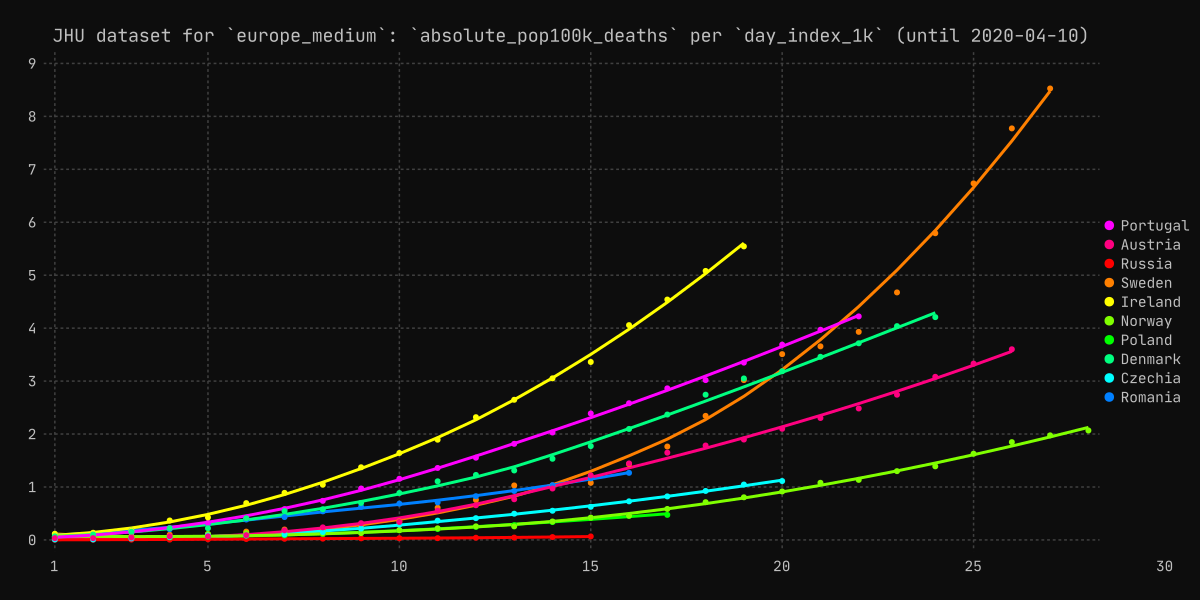 JHU dataset for `europe_medium`: `absolute_pop100k_deaths` per `day_index_1k` (until 2020-04-10)
9
8
7
6
5
4
3
2
1
0
1 5 10 15 20 25 30
Portugal
Austria
Russia
Sweden
Ireland
Norway
Poland
Denmark
Czechia
Romania